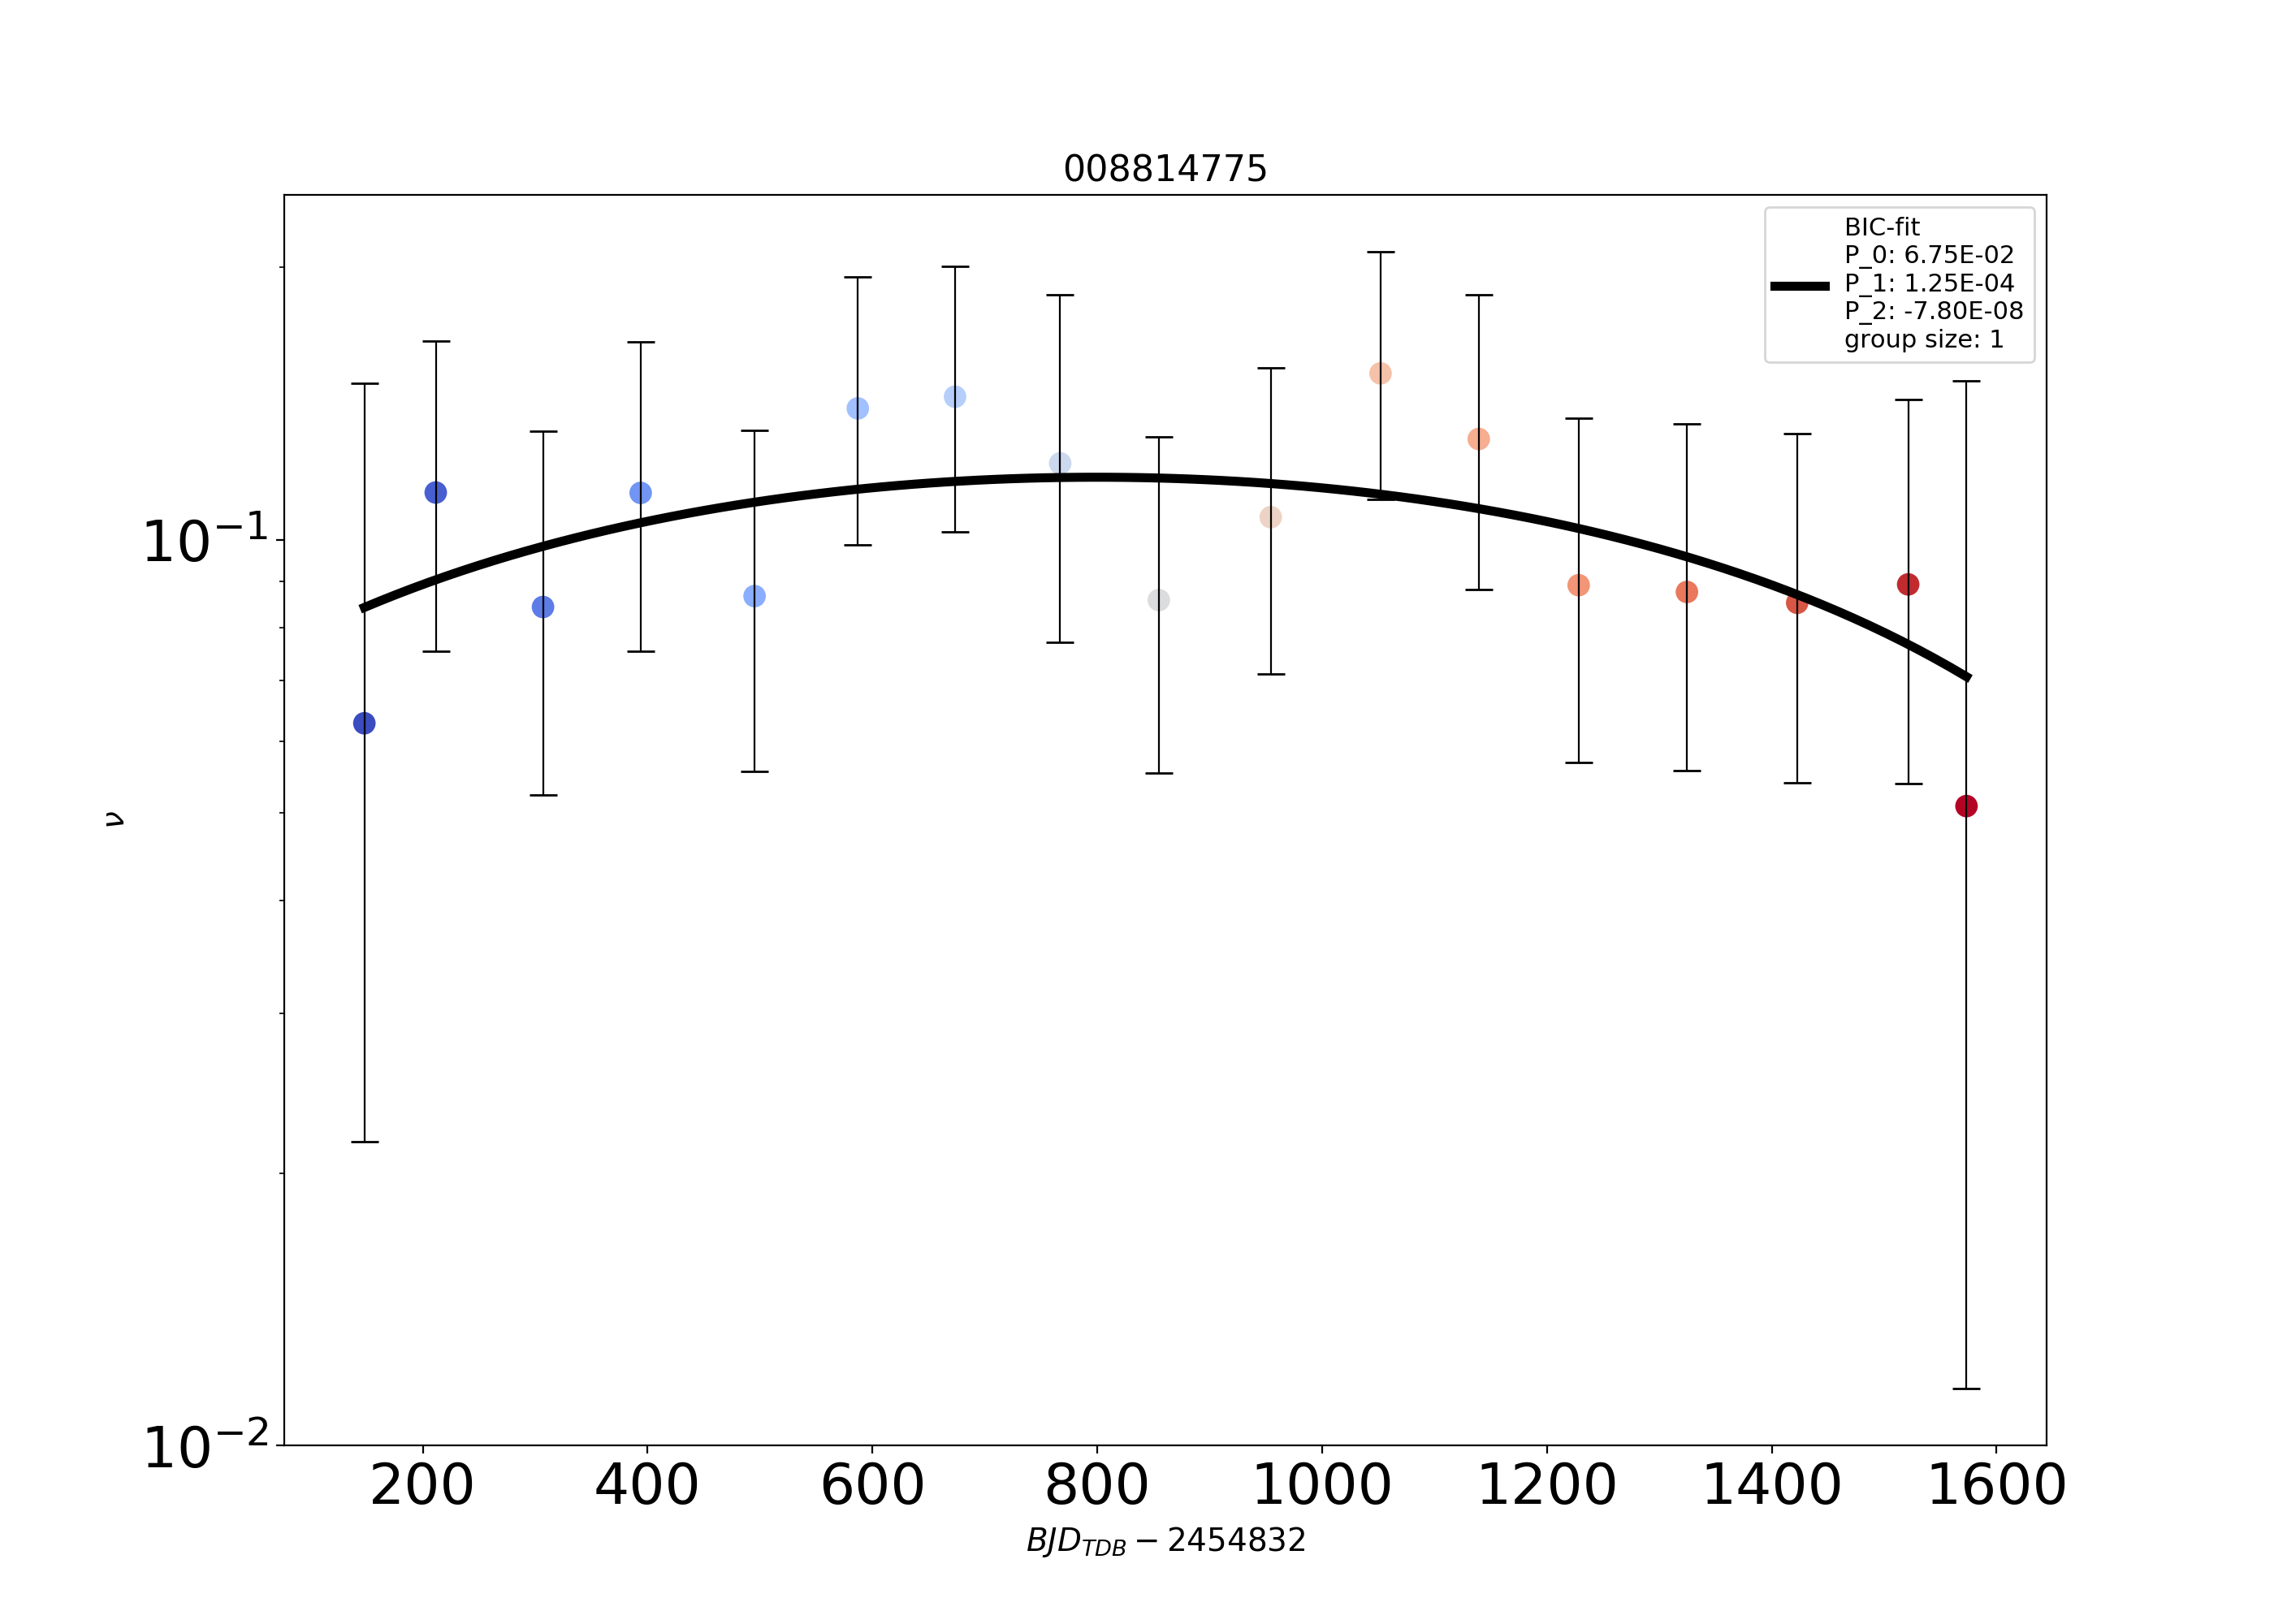 008814775
BIC-fit
P_0: 6.75E-02
P_1: 1.25E-04
P_2: -7.80E-08
group size: 1
10⁻¹
ν
10⁻²
200 400 600 800 1000 1200 1400 1600
BJD_TDB − 2454832